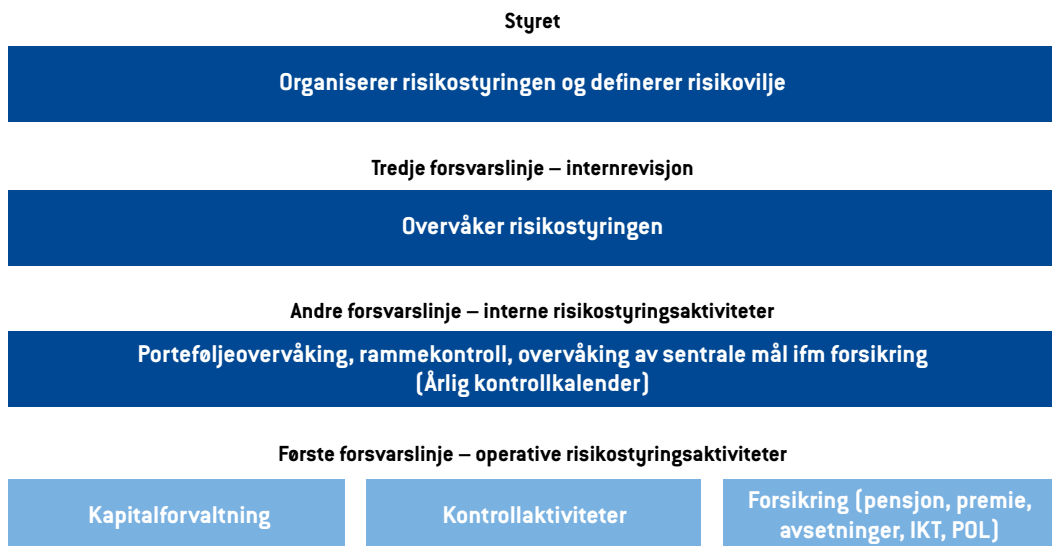 Styret
Organiserer risikostyringen og definerer risikovilje
Tredje forsvarslinje – internrevisjon
Overvåker risikostyringen
Andre forsvarslinje – interne risikostyringsaktiviteter
Porteføljeovervåking, rammekontroll, overvåking av sentrale mål ifm forsikring
(Årlig kontrollkalender)
Første forsvarslinje – operative risikostyringsaktiviteter
Kapitalforvaltning
Kontrollaktiviteter
Forsikring (pensjon, premie,
avsetninger, IKT, POL)